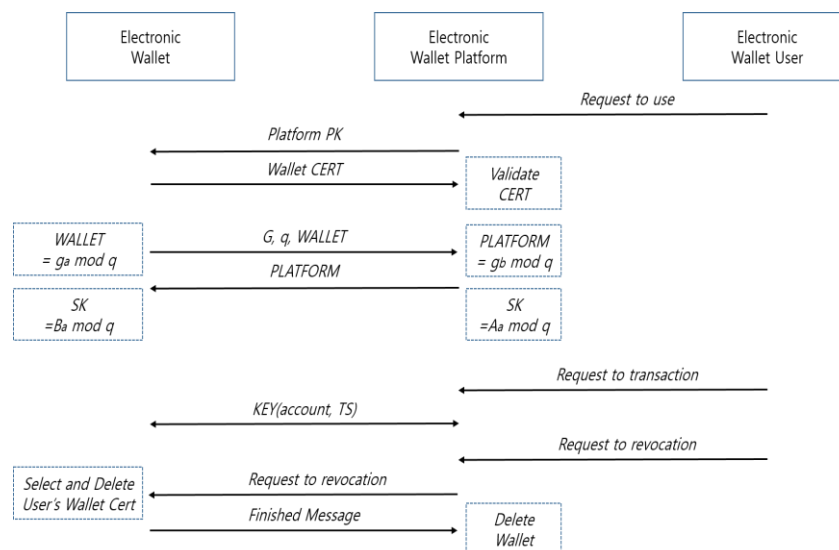 Electronic
Wallet
Electronic
Wallet Platform
Electronic
Wallet User
Request to use
Platform PK
Wallet CERT
Validate
CERT
WALLET
= ga mod q
G, q, WALLET
PLATFORM
= gb mod q
PLATFORM
SK
=Ba mod q
SK
=Aa mod q
Request to transaction
KEY(account, TS)
Request to revocation
Select and Delete
User's Wallet Cert
Request to revocation
Finished Message
Delete
Wallet